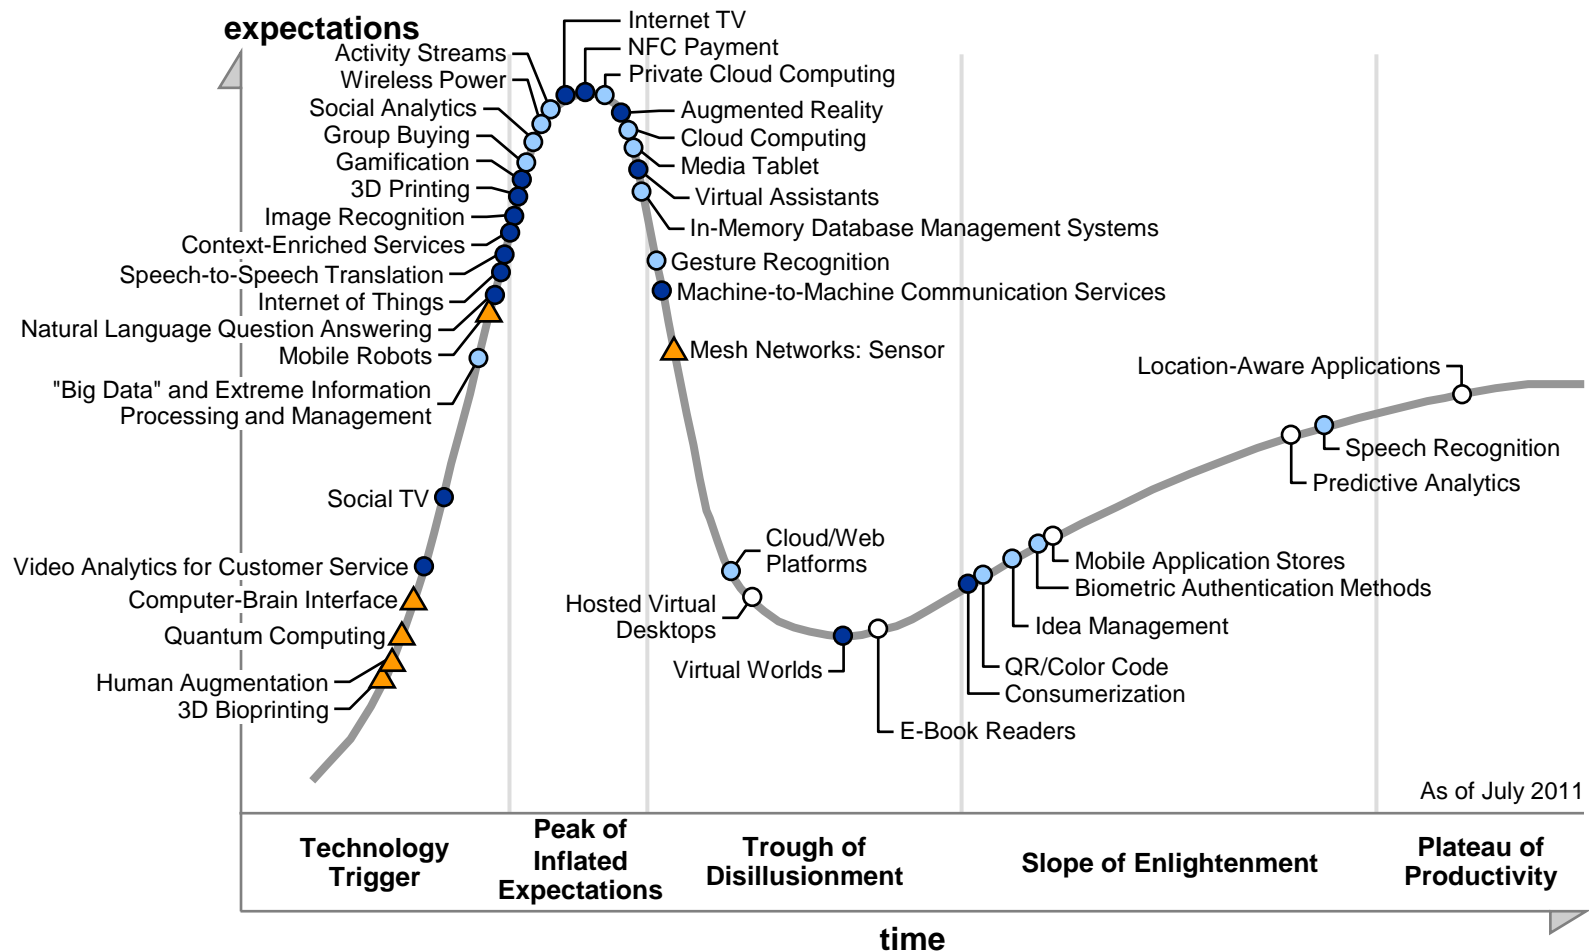 expectations
Activity Streams
Wireless Power
Social Analytics
Group Buying
Gamification
3D Printing
Image Recognition
Context-Enriched Services
Speech-to-Speech Translation
Internet of Things
Natural Language Question Answering
Mobile Robots
"Big Data" and Extreme Information
Processing and Management
Social TV
Video Analytics for Customer Service
Computer-Brain Interface
Quantum Computing
Human Augmentation
3D Bioprinting
Internet TV
NFC Payment
Private Cloud Computing
Augmented Reality
Cloud Computing
Media Tablet
Virtual Assistants
In-Memory Database Management Systems
Gesture Recognition
Machine-to-Machine Communication Services
Mesh Networks: Sensor
Cloud/Web
Platforms
Hosted Virtual
Desktops
Virtual Worlds
E-Book Readers
Consumerization
QR/Color Code
Idea Management
Biometric Authentication Methods
Mobile Application Stores
Predictive Analytics
Speech Recognition
Location-Aware Applications
As of July 2011
Technology
Trigger
Peak of
Inflated
Expectations
Trough of
Disillusionment
Slope of Enlightenment
Plateau of
Productivity
time